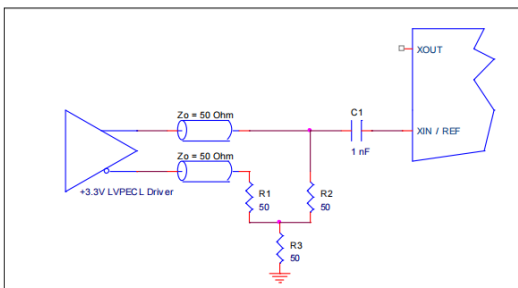 XOUT
Zo = 50 Ohm
C1
XIN / REF
1 nF
Zo = 50 Ohm
+3.3V LVPECL Driver
R1
50
R2
50
R3
50